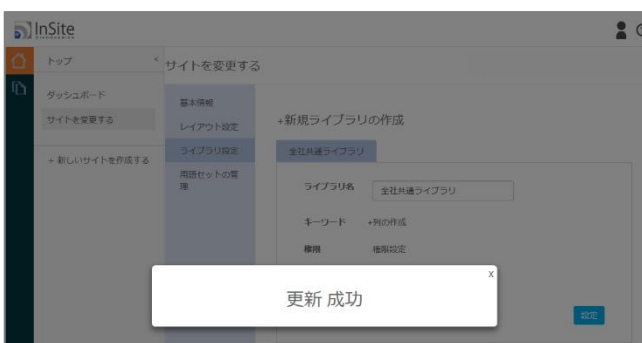 InSite
トップ
<
サイトを変更する
ダッシュボード
サイトを変更する
+ 新しいサイトを作成する
基本情報
レイアウト設定
ライブラリ設定
用語セットの管
理
+新規ライブラリの作成
全社共通ライブラリ
ライブラリ名
全社共通ライブラリ
キーワード
+列の作成
権限
権限設定
x
更新 成功
設定